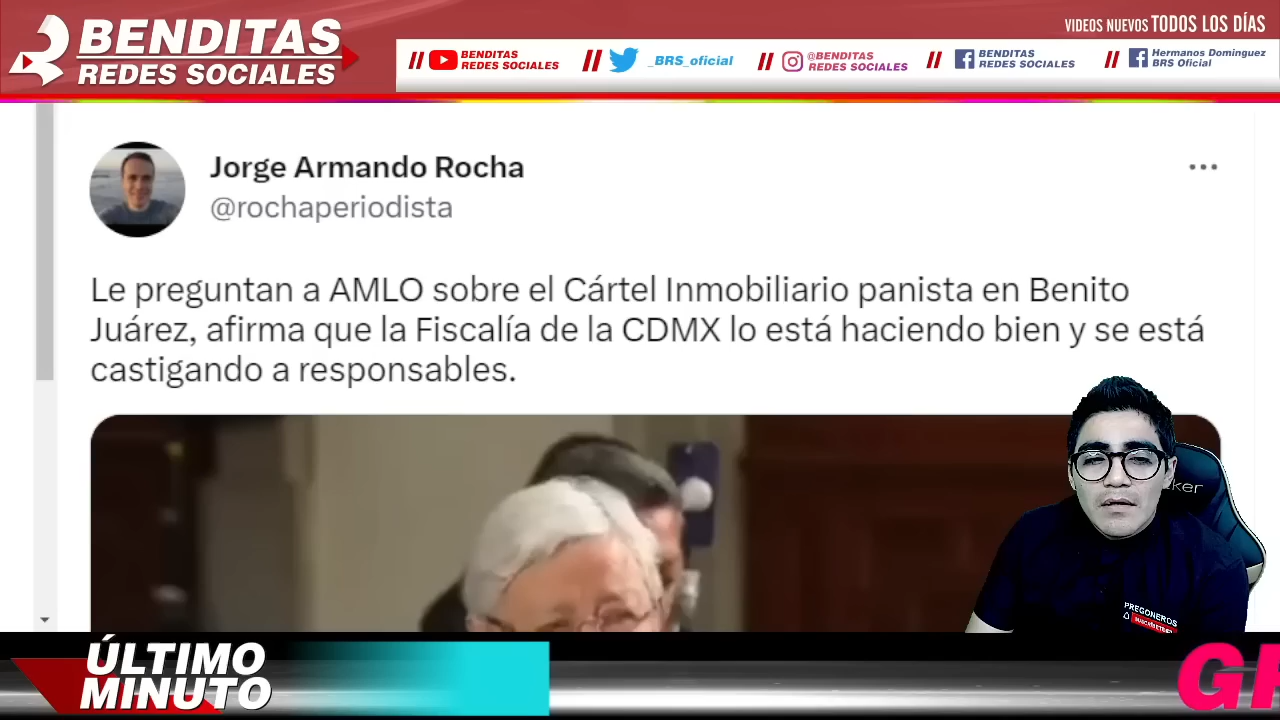 BENDITAS
REDES SOCIALES
VIDEOS NUEVOS TODOS LOS DÍAS
// BENDITAS
REDES SOCIALES
// _BRS_oficial
// @BENDITAS
REDES SOCIALES
// BENDITAS
REDES SOCIALES
// Hermanos Dominguez
BRS Oficial
Jorge Armando Rocha
@rochaperiodista
Le preguntan a AMLO sobre el Cártel Inmobiliario panista en Benito
Juárez, afirma que la Fiscalía de la CDMX lo está haciendo bien y se está
castigando a responsables.
PREGONEROS
ÚLTIMO
MINUTO